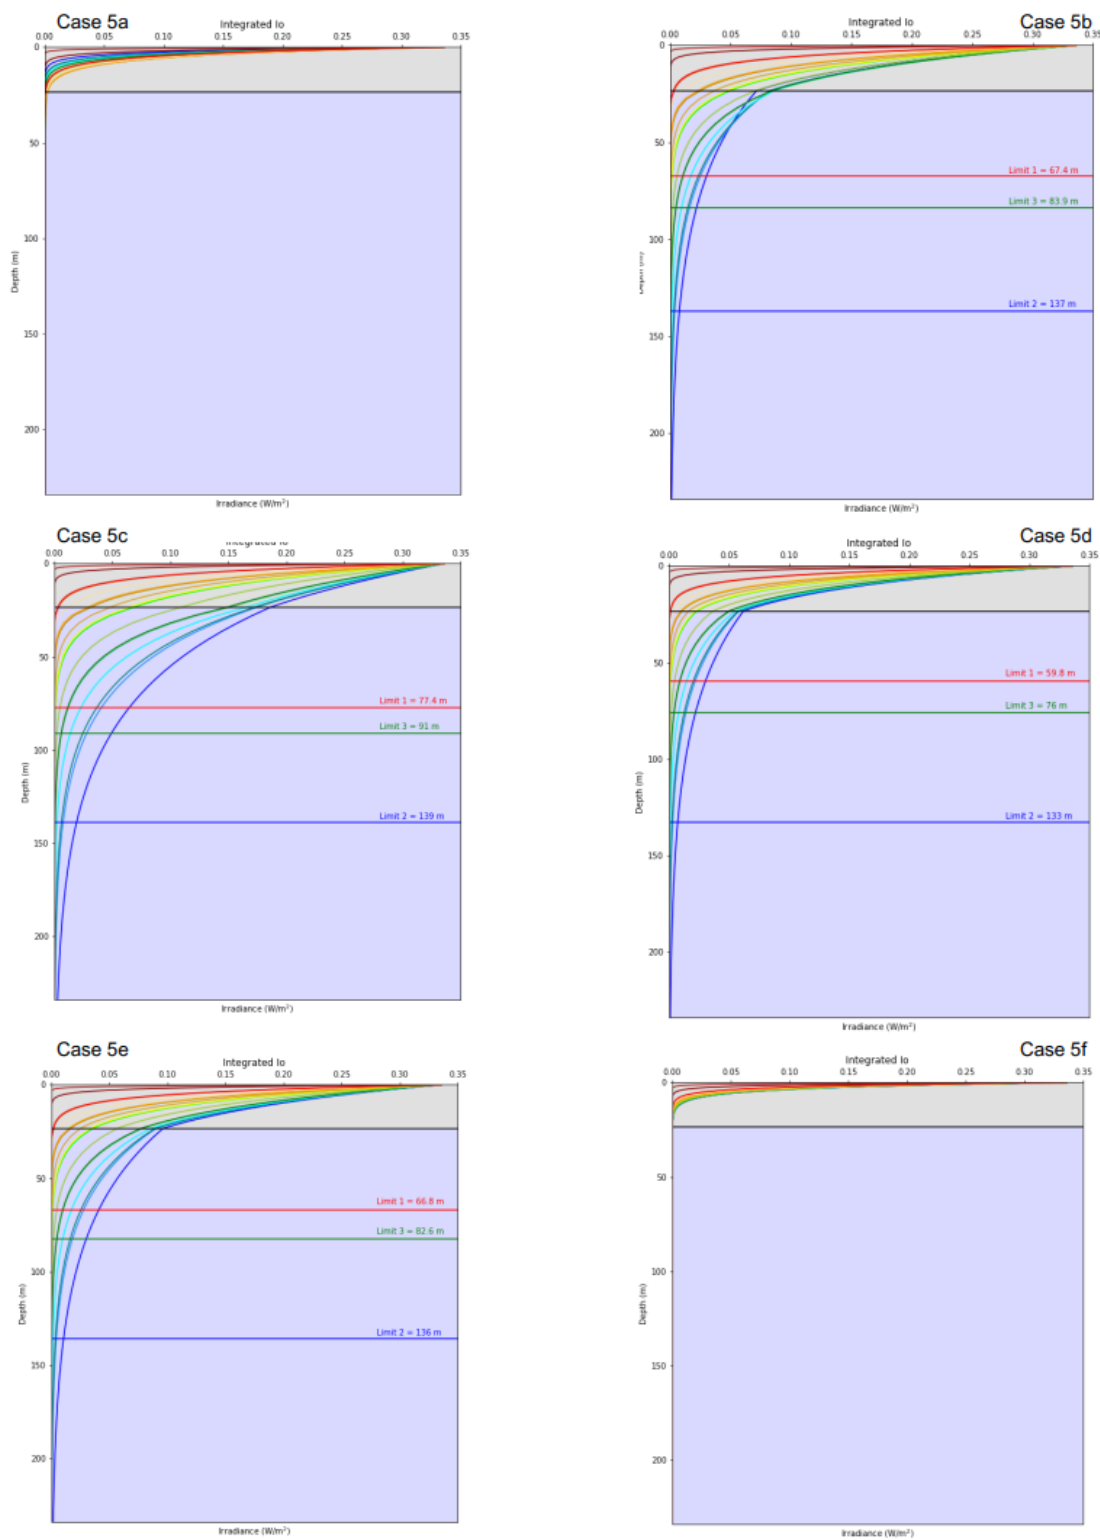 Case 5a
Integrated Io
0.00 0.05 0.10 0.15 0.20 0.25 0.30 0.35
0
50
100
150
200
Depth (m)
Irradiance (W/m²)
Case 5b
Integrated Io
0.00 0.05 0.10 0.15 0.20 0.25 0.30 0.35
0
50
Limit 1 = 67.4 m
Limit 3 = 83.9 m
100
Limit 2 = 137 m
150
200
Irradiance (W/m²)
Case 5c
0.00 0.05 0.10 0.15 0.20 0.25 0.30 0.35
0
50
Limit 1 = 77.4 m
Limit 3 = 91 m
100
Limit 2 = 139 m
150
200
Depth (m)
Irradiance (W/m²)
Case 5d
Integrated Io
0.00 0.05 0.10 0.15 0.20 0.25 0.30 0.35
0
50
Limit 1 = 59.8 m
Limit 3 = 76 m
100
Limit 2 = 133 m
150
200
Depth (m)
Irradiance (W/m²)
Case 5e
Integrated Io
0.00 0.05 0.10 0.15 0.20 0.25 0.30 0.35
0
50
Limit 1 = 66.8 m
Limit 3 = 82.6 m
100
Limit 2 = 136 m
150
200
Depth (m)
Irradiance (W/m²)
Case 5f
Integrated Io
0.00 0.05 0.10 0.15 0.20 0.25 0.30 0.35
0
50
100
150
200
Depth (m)
Irradiance (W/m²)